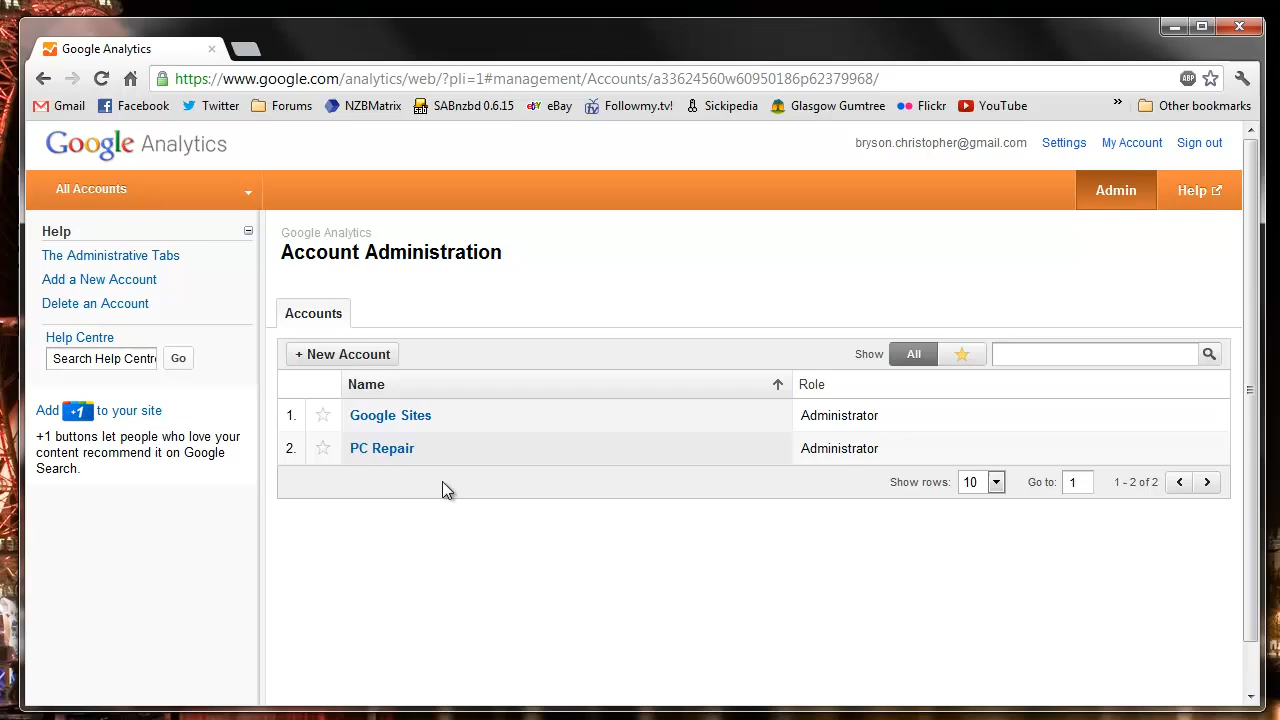 Google Analytics
https://www.google.com/analytics/web/?pli=1#management/Accounts/a33624560w60950186p62379968/
ABP
Gmail Facebook Twitter Forums NZBMatrix SABnzbd 0.6.15 eBay Followmy.tv! Sickipedia Glasgow Gumtree Flickr YouTube » Other bookmarks
Google Analytics
bryson.christopher@gmail.com Settings My Account Sign out
All Accounts
Admin Help
Help
The Administrative Tabs
Add a New Account
Delete an Account
Help Centre
Search Help Centr Go
Add +1 to your site
+1 buttons let people who love your
content recommend it on Google
Search.
Google Analytics
Account Administration
Accounts
+ New Account Show All
Name Role
1. Google Sites Administrator
2. PC Repair Administrator
Show rows: 10 Go to: 1 1 - 2 of 2